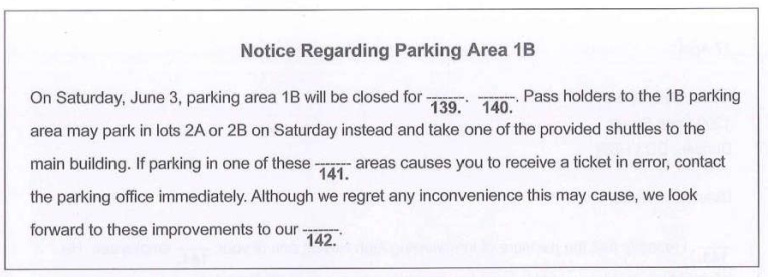 Notice Regarding Parking Area 1B
On Saturday, June 3, parking area 1B will be closed for -------. -------. Pass holders to the 1B parking
139. 140.
area may park in lots 2A or 2B on Saturday instead and take one of the provided shuttles to the
main building. If parking in one of these ------- areas causes you to receive a ticket in error, contact
141.
the parking office immediately. Although we regret any inconvenience this may cause, we look
forward to these improvements to our -------.
142.